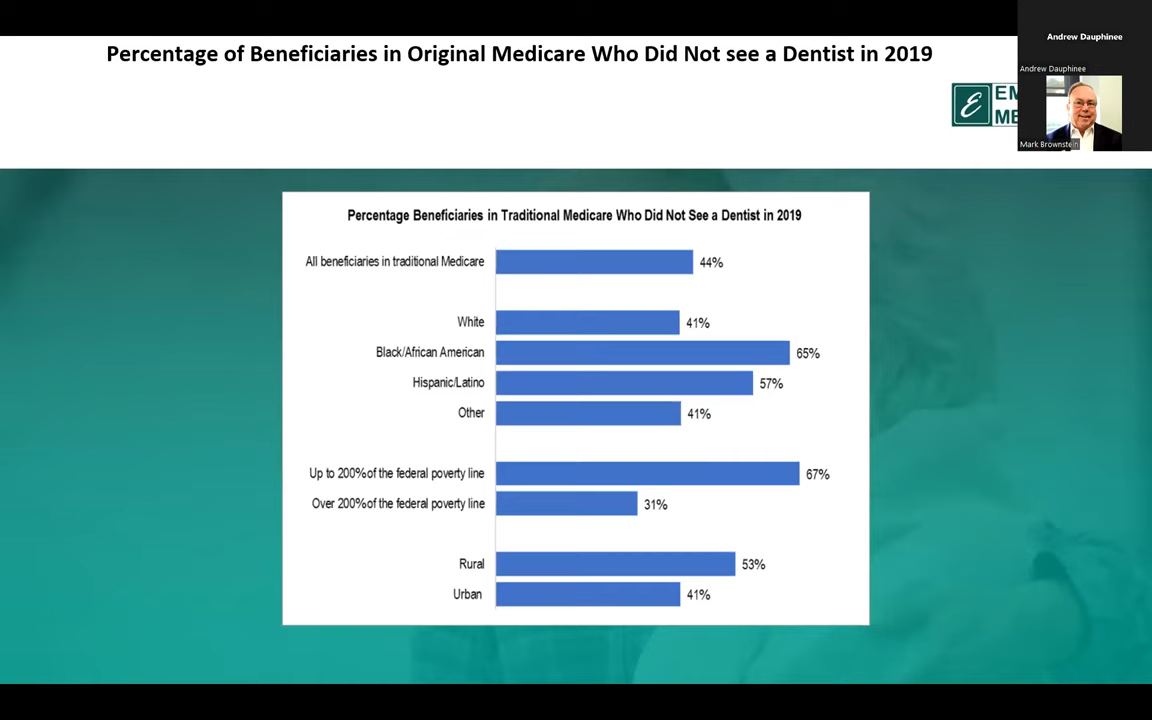 Percentage of Beneficiaries in Original Medicare Who Did Not see a Dentist in 2019
Andrew Dauphinee
Andrew Dauphinee
Mark Brownstein
E
Percentage Beneficiaries in Traditional Medicare Who Did Not See a Dentist in 2019
All beneficiaries in traditional Medicare 44%
White 41%
Black/African American 65%
Hispanic/Latino 57%
Other 41%
Up to 200% of the federal poverty line 67%
Over 200% of the federal poverty line 31%
Rural 53%
Urban 41%